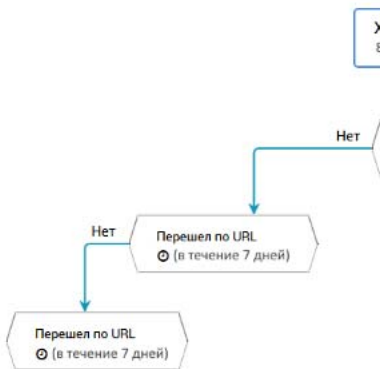 Х
Нет
Нет
Перешел по URL
(в течение 7 дней)
Перешел по URL
(в течение 7 дней)